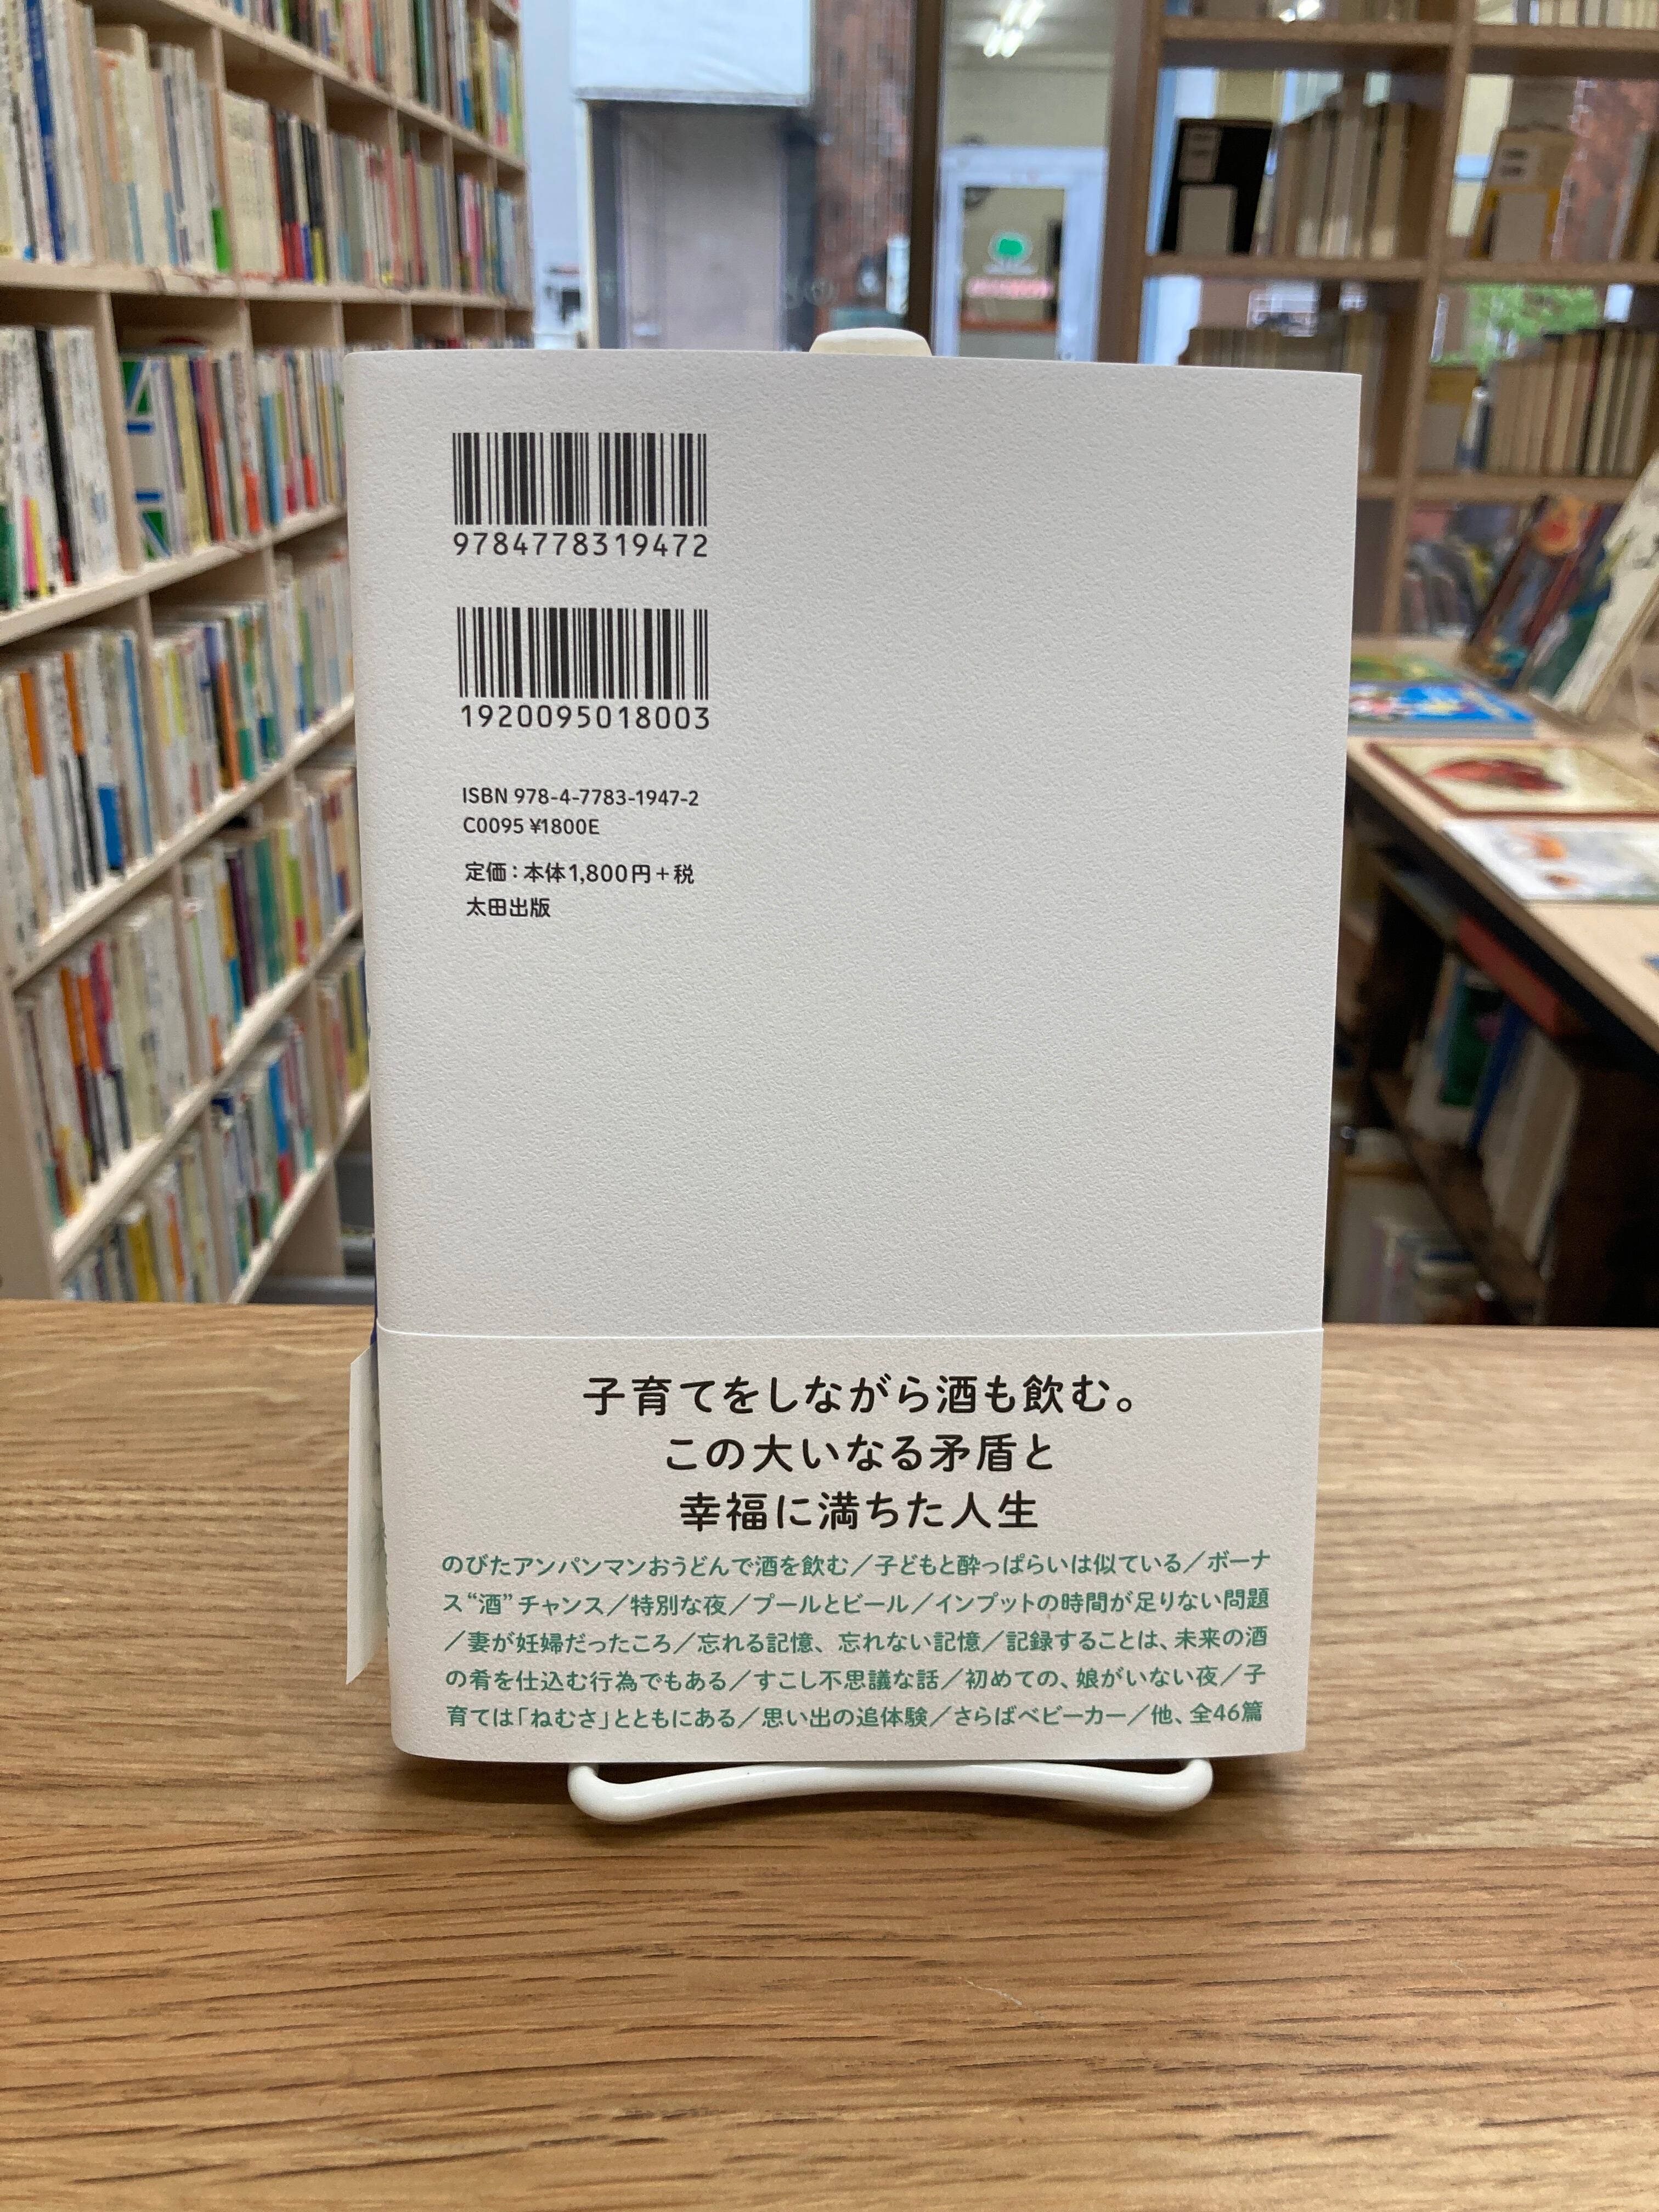 9784778319472
1920095018003
ISBN 978-4-7783-1947-2
C0095 ¥1800E
定価：本体1,800円＋税
太田出版
子育てをしながら酒も飲む。
この大いなる矛盾と
幸福に満ちた人生
のびたアンパンマンおうどんで酒を飲む／子どもと酔っぱらいは似ている／ボーナ
ス“酒”チャンス／特別な夜／プールとビール／インプットの時間が足りない問題
／妻が妊婦だったころ／忘れる記憶、忘れない記憶／記録することは、未来の酒
の肴を仕込む行為でもある／すこし不思議な話／初めての、娘がいない夜／子
育ては「ねむさ」とともにある／思い出の追体験／さらばベビーカー／他、全46篇